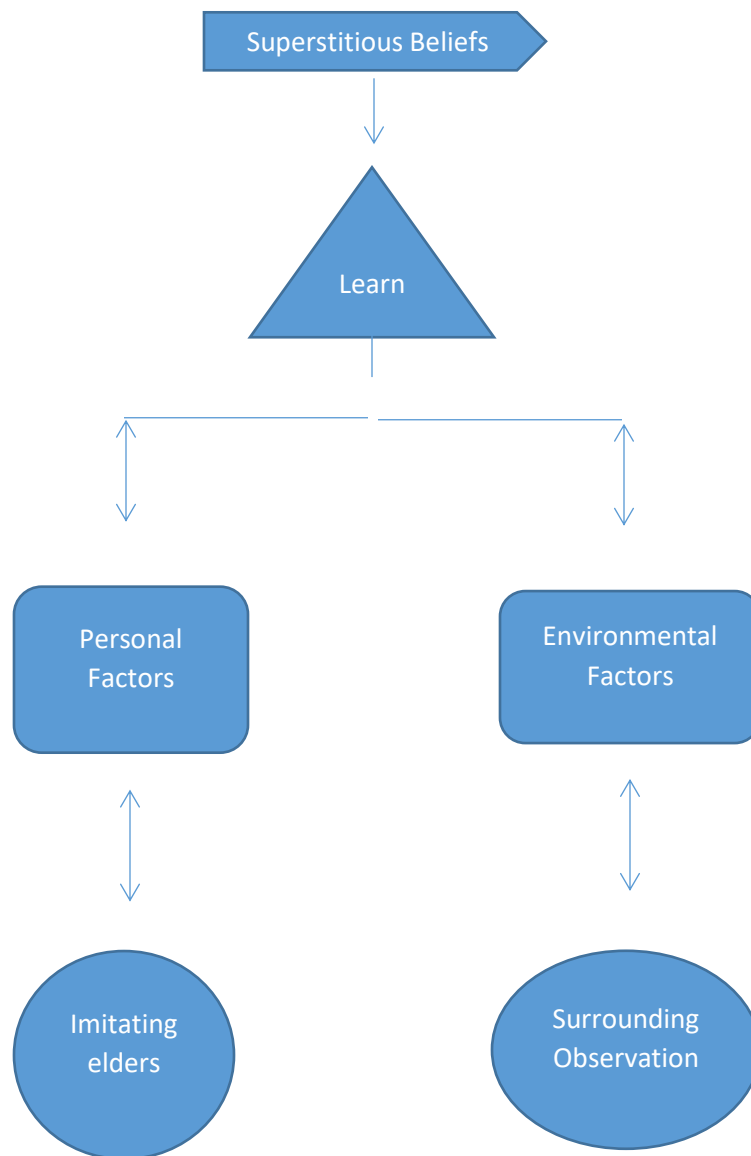 Superstitious Beliefs
Learn
Personal
Factors
Environmental
Factors
Imitating
elders
Surrounding
Observation